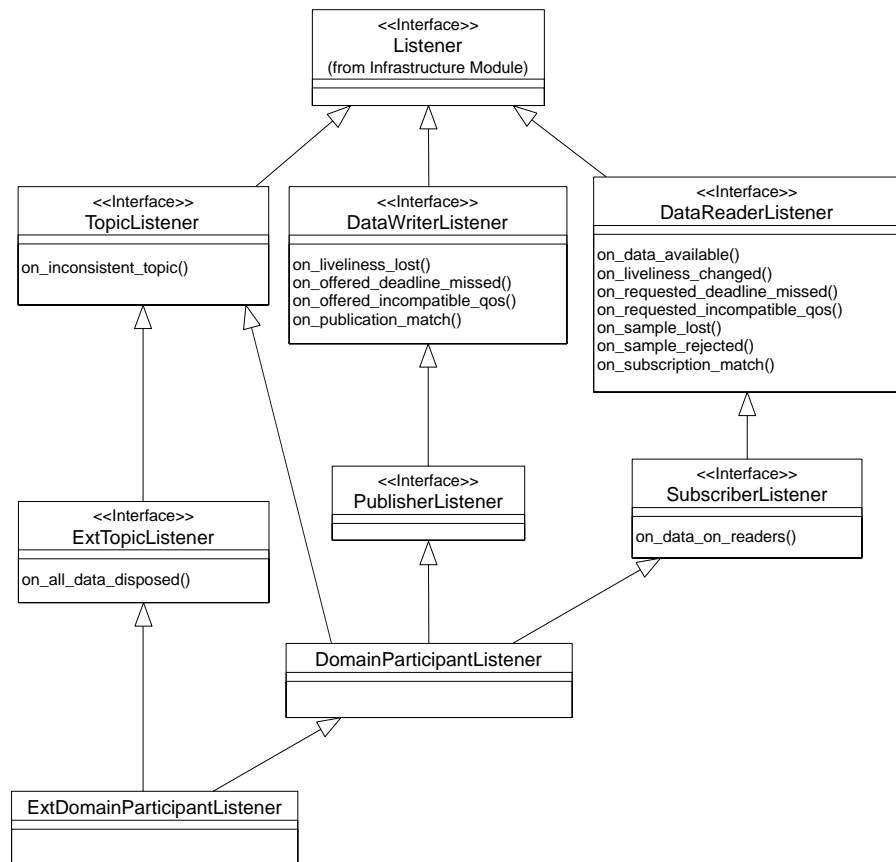 <<Interface>>
Listener
(from Infrastructure Module)
<<Interface>>
TopicListener
on_inconsistent_topic()
<<Interface>>
DataWriterListener
on_liveliness_lost()
on_offered_deadline_missed()
on_offered_incompatible_qos()
on_publication_match()
<<Interface>>
DataReaderListener
on_data_available()
on_liveliness_changed()
on_requested_deadline_missed()
on_requested_incompatible_qos()
on_sample_lost()
on_sample_rejected()
on_subscription_match()
<<Interface>>
ExtTopicListener
on_all_data_disposed()
<<Interface>>
PublisherListener
<<Interface>>
SubscriberListener
on_data_on_readers()
DomainParticipantListener
ExtDomainParticipantListener